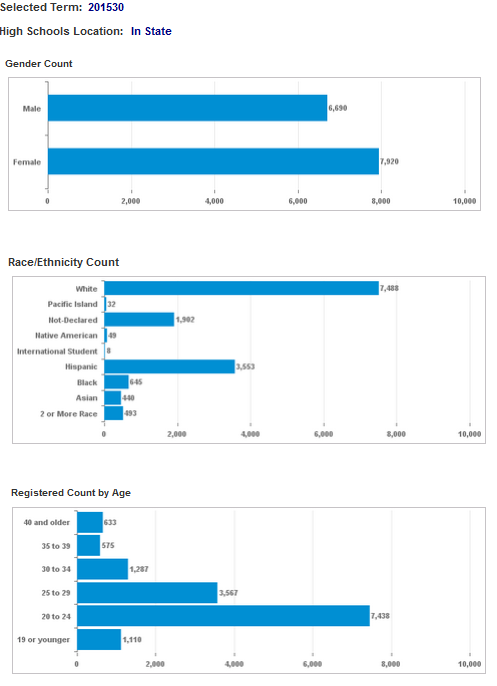 Selected Term: 201530
High Schools Location: In State
Gender Count
Male 6,690
Female 7,920
0 2,000 4,000 6,000 8,000 10,000
Race/Ethnicity Count
White 7,488
Pacific Island 32
Not-Declared 1,902
Native American 49
International Student 8
Hispanic 3,553
Black 645
Asian 440
2 or More Race 493
0 2,000 4,000 6,000 8,000 10,000
Registered Count by Age
40 and older 633
35 to 39 575
30 to 34 1,287
25 to 29 3,567
20 to 24 7,438
19 or younger 1,110
0 2,000 4,000 6,000 8,000 10,000